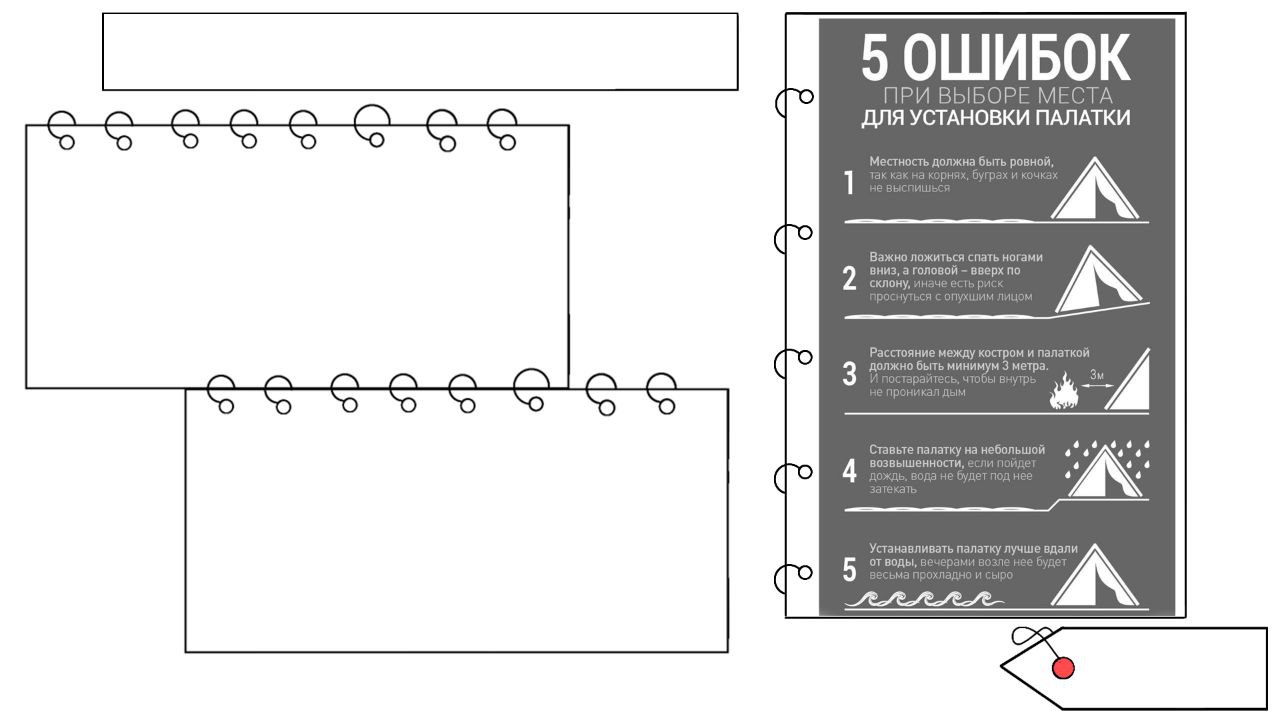 5 ОШИБОК
ПРИ ВЫБОРЕ МЕСТА
ДЛЯ УСТАНОВКИ ПАЛАТКИ
1
Местность должна быть ровной,
так как на корнях, буграх и кочках
не выспишься
2
Важно ложиться спать ногами
вниз, а головой – вверх по
склону, иначе есть риск
проснуться с опухшим лицом
3
Расстояние между костром и палаткой
должно быть минимум 3 метра.
И постарайтесь, чтобы внутрь
не проникал дым
3м
4
Ставьте палатку на небольшой
возвышенности, если пойдет
дождь, вода не будет под нее
затекать
5
Устанавливать палатку лучше вдали
от воды, вечерами возле нее будет
весьма прохладно и сыро